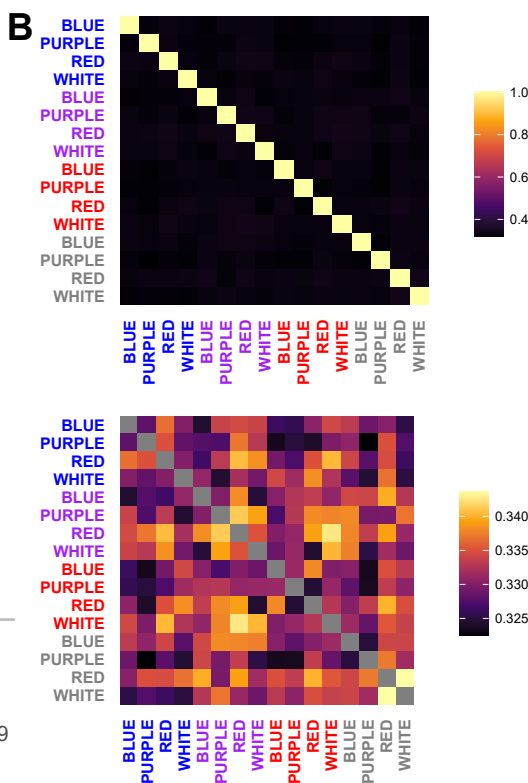 B
BLUE
PURPLE
RED
WHITE
BLUE
PURPLE
RED
WHITE
BLUE
PURPLE
RED
WHITE
BLUE
PURPLE
RED
WHITE
1.0
0.8
0.6
0.4
BLUE
PURPLE
RED
WHITE
BLUE
PURPLE
RED
WHITE
BLUE
PURPLE
RED
WHITE
BLUE
PURPLE
RED
WHITE
BLUE
PURPLE
RED
WHITE
BLUE
PURPLE
RED
WHITE
BLUE
PURPLE
RED
WHITE
BLUE
PURPLE
RED
WHITE
0.340
0.335
0.330
0.325
9
BLUE
PURPLE
RED
WHITE
BLUE
PURPLE
RED
WHITE
BLUE
PURPLE
RED
WHITE
BLUE
PURPLE
RED
WHITE